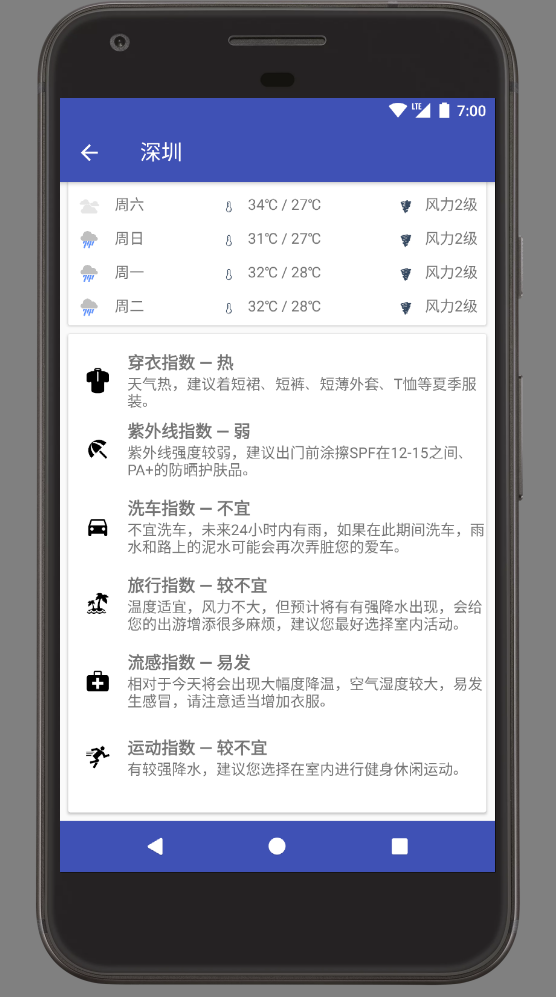 LTE 7:00
深圳
周六 34℃ / 27℃ 风力2级
周日 31℃ / 27℃ 风力2级
周一 32℃ / 28℃ 风力2级
周二 32℃ / 28℃ 风力2级
穿衣指数 — 热
天气热，建议着短裙、短裤、短薄外套、T恤等夏季服
装。
紫外线指数 — 弱
紫外线强度较弱，建议出门前涂擦SPF在12-15之间、
PA+的防晒护肤品。
洗车指数 — 不宜
不宜洗车，未来24小时内有雨，如果在此期间洗车，雨
水和路上的泥水可能会再次弄脏您的爱车。
旅行指数 — 较不宜
温度适宜，风力不大，但预计将有有强降水出现，会给
您的出游增添很多麻烦，建议您最好选择室内活动。
流感指数 — 易发
相对于今天将会出现大幅度降温，空气湿度较大，易发
生感冒，请注意适当增加衣服。
运动指数 — 较不宜
有较强降水，建议您选择在室内进行健身休闲运动。